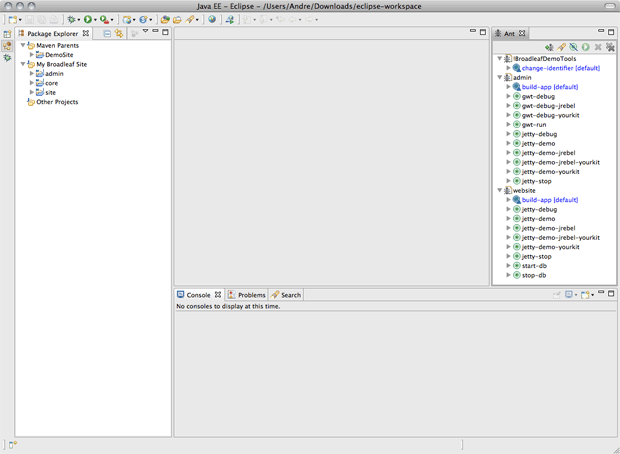 Java EE - Eclipse - /Users/Andre/Downloads/eclipse-workspace
Package Explorer
Maven Parents
DemoSite
My Broadleaf Site
admin
core
site
Other Projects
Ant
!BroadleafDemoTools
change-identifier [default]
admin
build-app [default]
gwt-debug
gwt-debug-jrebel
gwt-debug-yourkit
gwt-run
jetty-debug
jetty-demo
jetty-demo-jrebel
jetty-demo-jrebel-yourkit
jetty-demo-yourkit
jetty-stop
website
build-app [default]
jetty-debug
jetty-demo
jetty-demo-jrebel
jetty-demo-jrebel-yourkit
jetty-demo-yourkit
jetty-stop
start-db
stop-db
Console Problems Search
No consoles to display at this time.